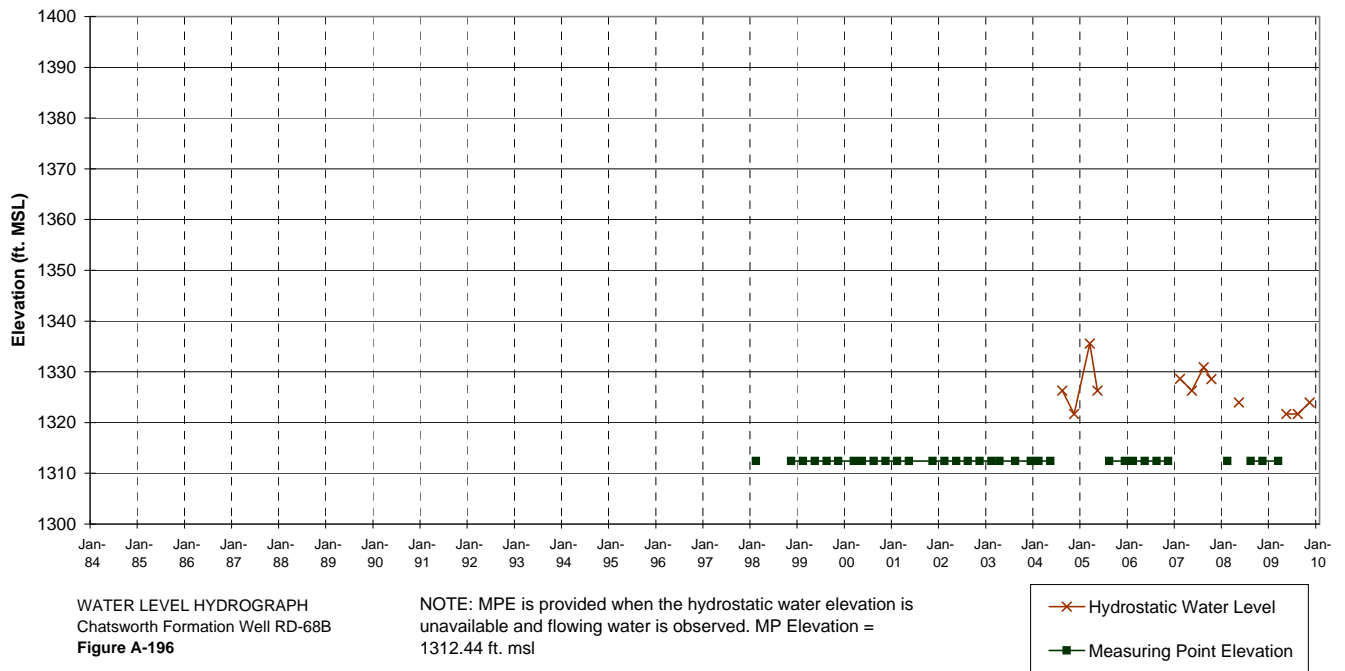 1400
1390
1380
1370
1360
1350
1340
1330
1320
1310
1300
Elevation (ft. MSL)
Jan-84
Jan-85
Jan-86
Jan-87
Jan-88
Jan-89
Jan-90
Jan-91
Jan-92
Jan-93
Jan-94
Jan-95
Jan-96
Jan-97
Jan-98
Jan-99
Jan-00
Jan-01
Jan-02
Jan-03
Jan-04
Jan-05
Jan-06
Jan-07
Jan-08
Jan-09
Jan-10
WATER LEVEL HYDROGRAPH
Chatsworth Formation Well RD-68B
Figure A-196
NOTE: MPE is provided when the hydrostatic water elevation is
unavailable and flowing water is observed. MP Elevation =
1312.44 ft. msl
Hydrostatic Water Level
Measuring Point Elevation